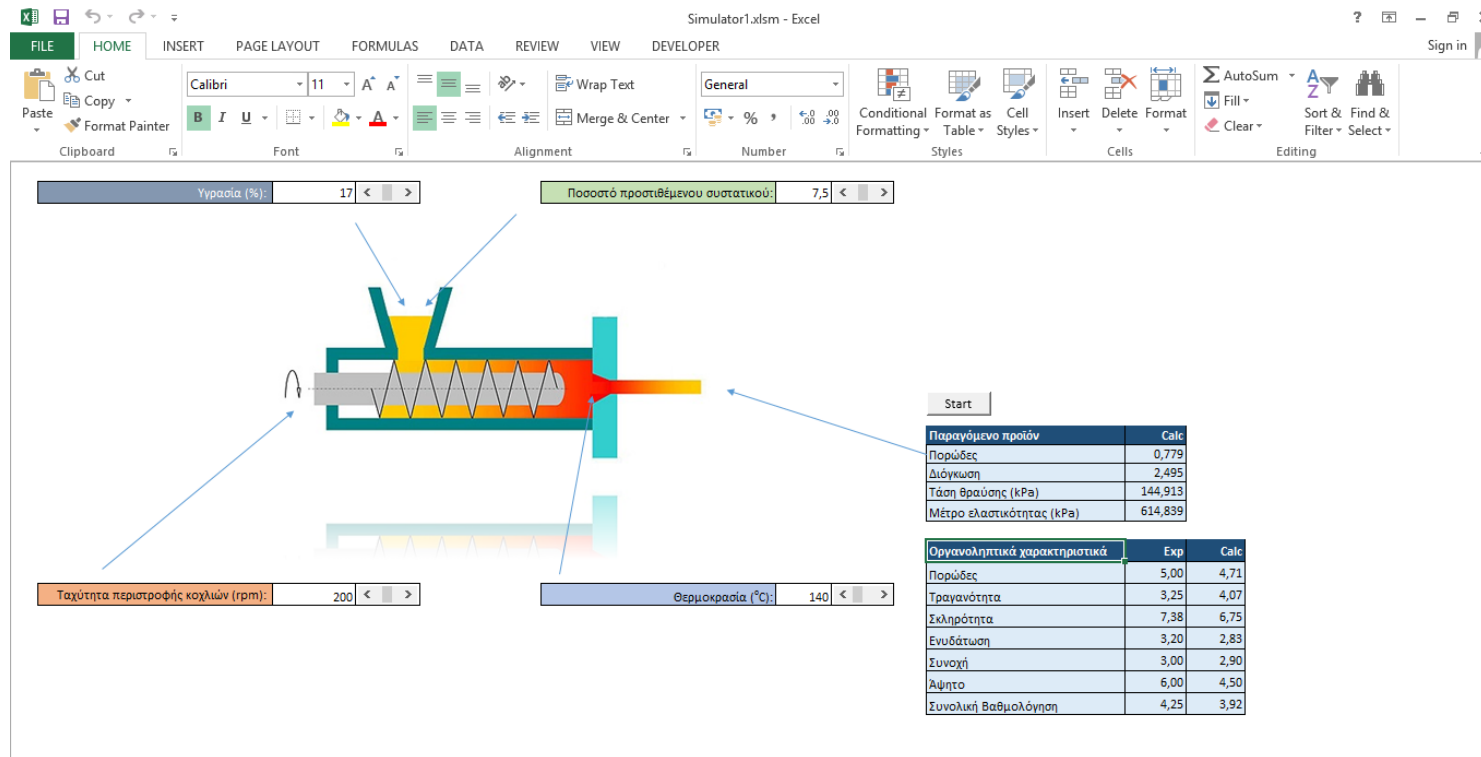 Simulator1.xlsm - Excel
FILE HOME INSERT PAGE LAYOUT FORMULAS DATA REVIEW VIEW DEVELOPER Sign in
Paste
Cut
Copy
Format Painter
Clipboard
Calibri 11
B I U
Font
Wrap Text
Merge & Center
Alignment
General
Number
Conditional Formatting
Format as Table
Cell Styles
Styles
Insert Delete Format
Cells
AutoSum
Fill
Clear
Sort & Filter
Find & Select
Editing
Υγρασία (%): 17
Ποσοστό προστιθέμενου συστατικού: 7,5
Start
Παραγόμενο προϊόν Calc
Πορώδες 0,779
Διόγκωση 2,495
Τάση θραύσης (kPa) 144,913
Μέτρο ελαστικότητας (kPa) 614,839
Οργανοληπτικά χαρακτηριστικά Exp Calc
Πορώδες 5,00 4,71
Τραγανότητα 3,25 4,07
Σκληρότητα 7,38 6,75
Ενυδάτωση 3,20 2,83
Συνοχή 3,00 2,90
Άψητο 6,00 4,50
Συνολική Βαθμολόγηση 4,25 3,92
Ταχύτητα περιστροφής κοχλιών (rpm): 200
Θερμοκρασία (°C): 140